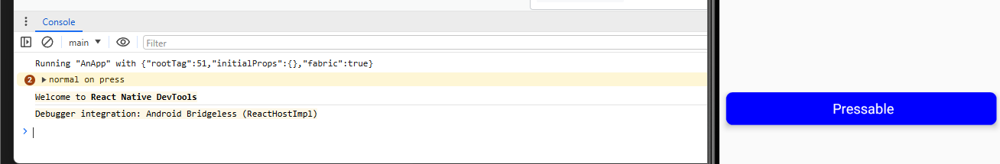 Console
main
Filter
Running "AnApp" with {"rootTag":51,"initialProps":{},"fabric":true}
2 normal on press
Welcome to React Native DevTools
Debugger integration: Android Bridgeless (ReactHostImpl)
Pressable